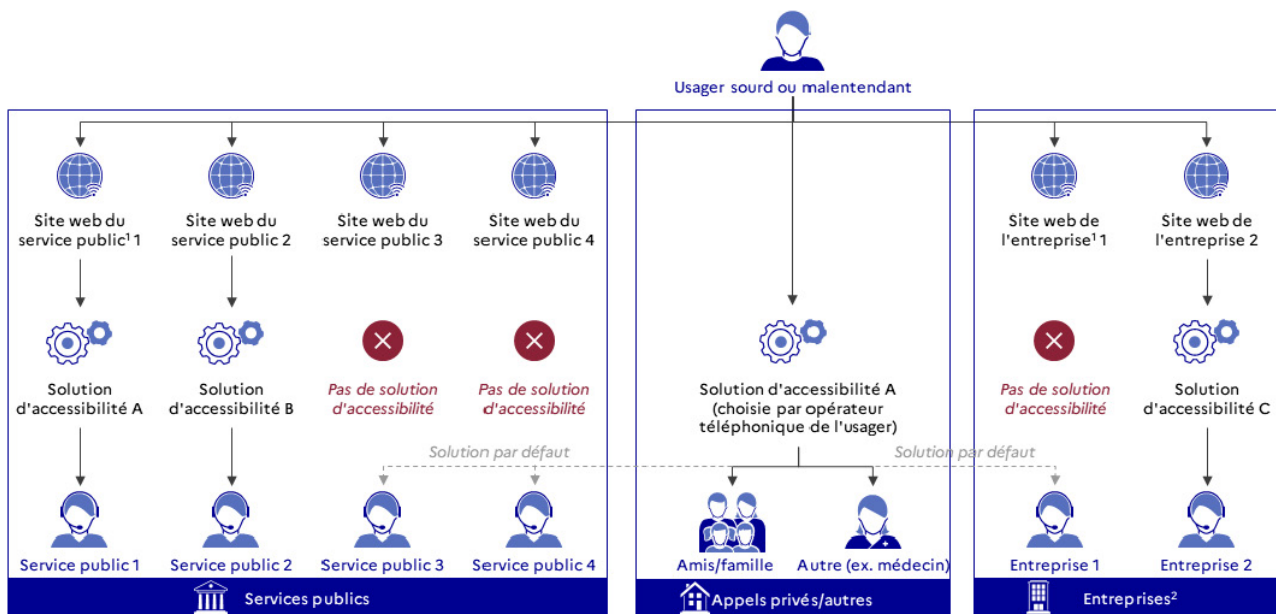 Usager sourd ou malentendant
Site web du
service public¹ 1
Site web du
service public 2
Site web du
service public 3
Site web du
service public 4
Site web de
l'entreprise¹ 1
Site web de
l'entreprise 2
Solution
d'accessibilité A
Solution
d'accessibilité B
Pas de solution
d'accessibilité
Pas de solution
d'accessibilité
Solution d'accessibilité A
(choisie par opérateur
téléphonique de l'usager)
Pas de solution
d'accessibilité
Solution
d'accessibilité C
Solution par défaut
Solution par défaut
Service public 1
Service public 2
Service public 3
Service public 4
Amis/famille
Autre (ex. médecin)
Entreprise 1
Entreprise 2
Services publics
Appels privés/autres
Entreprises²